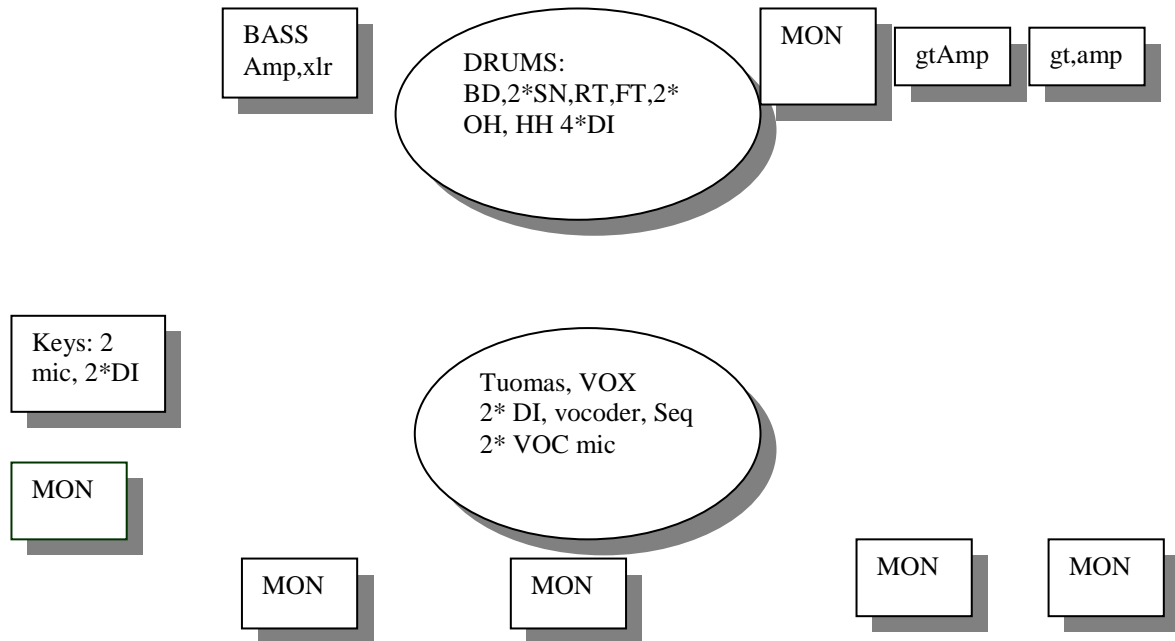 BASS
Amp,xlr
DRUMS:
BD,2*SN,RT,FT,2*
OH, HH 4*DI
MON
gtAmp
gt,amp
Keys: 2
mic, 2*DI
Tuomas, VOX
2* DI, vocoder, Seq
2* VOC mic
MON
MON
MON
MON
MON